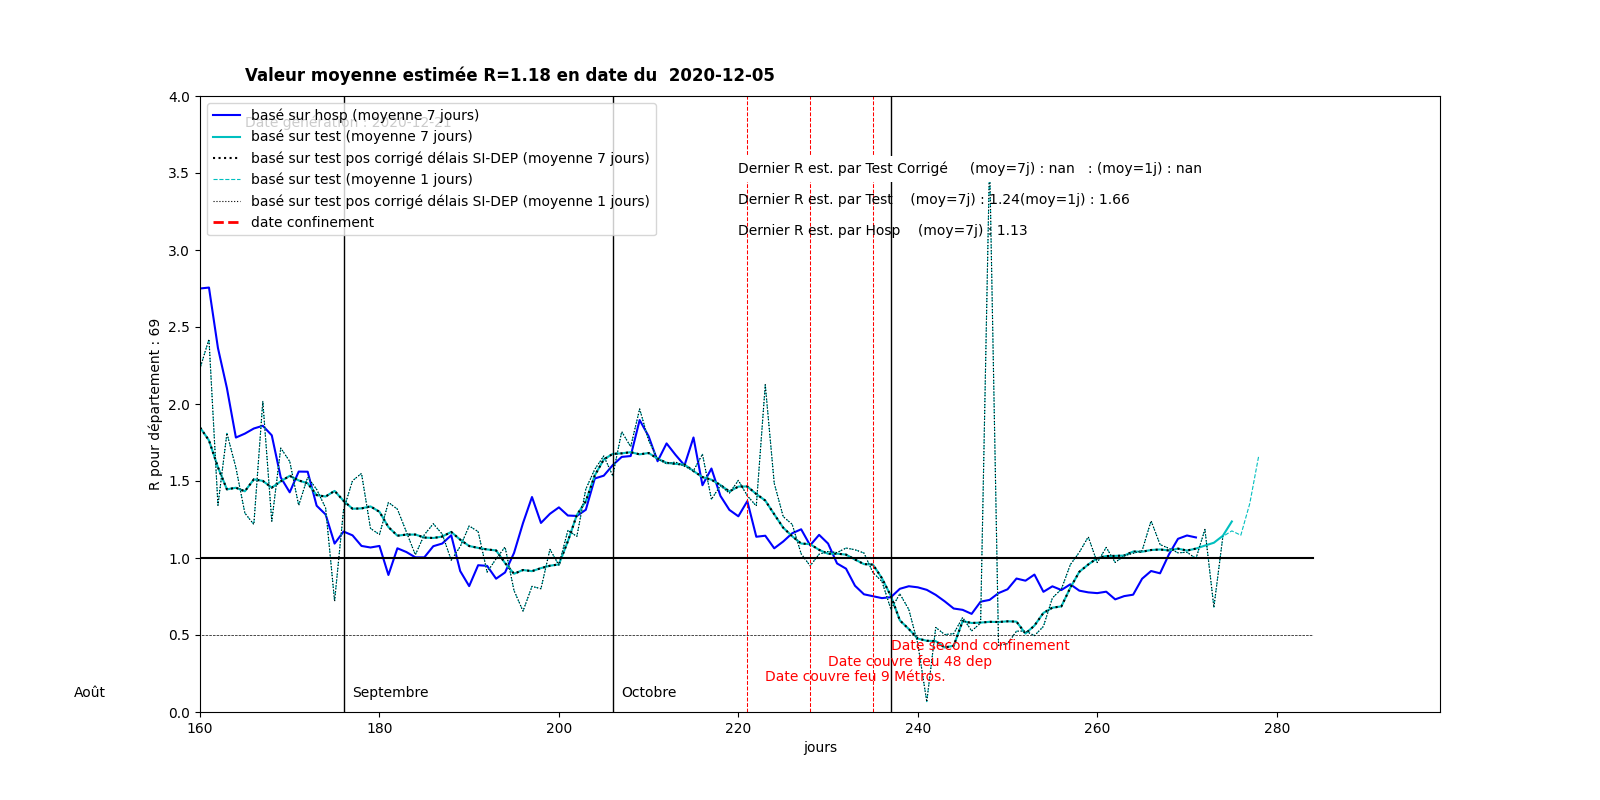 Valeur moyenne estimée R=1.18 en date du  2020-12-05
4.0
3.5
3.0
2.5
2.0
1.5
1.0
0.5
0.0
R pour département : 69
basé sur hosp (moyenne 7 jours)
Date génération : 2020-12-21
basé sur test (moyenne 7 jours)
basé sur test pos corrigé délais SI-DEP (moyenne 7 jours)
basé sur test (moyenne 1 jours)
basé sur test pos corrigé délais SI-DEP (moyenne 1 jours)
date confinement
Dernier R est. par Test Corrigé     (moy=7j) : nan   : (moy=1j) : nan
Dernier R est. par Test    (moy=7j) : 1.24(moy=1j) : 1.66
Dernier R est. par Hosp    (moy=7j) : 1.13
Date second confinement
Date couvre feu 48 dep
Date couvre feu 9 Métros.
Août
Septembre
Octobre
160 180 200 220 240 260 280
jours